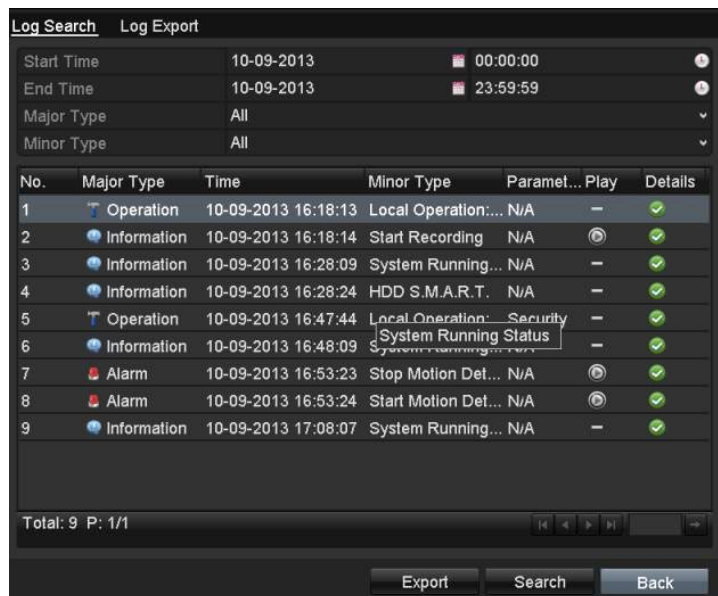 Log Search Log Export
Start Time 10-09-2013 00:00:00
End Time 10-09-2013 23:59:59
Major Type All
Minor Type All
No. Major Type Time Minor Type Paramet... Play Details
1 Operation 10-09-2013 16:18:13 Local Operation:... N/A –
2 Information 10-09-2013 16:18:14 Start Recording N/A
3 Information 10-09-2013 16:28:09 System Running... N/A –
4 Information 10-09-2013 16:28:24 HDD S.M.A.R.T. N/A –
5 Operation 10-09-2013 16:47:44 Local Operation: Security –
System Running Status
6 Information 10-09-2013 16:48:09 N/A –
7 Alarm 10-09-2013 16:53:23 Stop Motion Det... N/A
8 Alarm 10-09-2013 16:53:24 Start Motion Det... N/A
9 Information 10-09-2013 17:08:07 System Running... N/A –
Total: 9 P: 1/1
Export Search Back